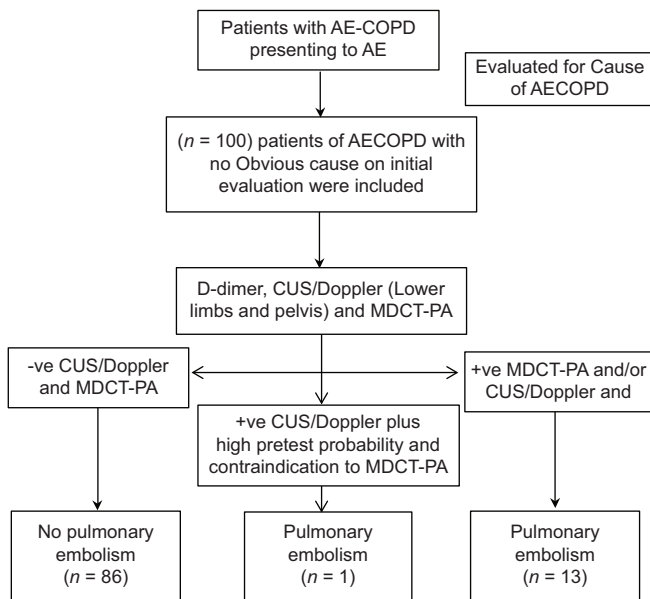 Patients with AE-COPD
presenting to AE
Evaluated for Cause
of AECOPD
(n = 100) patients of AECOPD with
no Obvious cause on initial
evaluation were included
D-dimer, CUS/Doppler (Lower
limbs and pelvis) and MDCT-PA
-ve CUS/Doppler
and MDCT-PA
+ve CUS/Doppler plus
high pretest probability and
contraindication to MDCT-PA
+ve MDCT-PA and/or
CUS/Doppler and
No pulmonary
embolism
(n = 86)
Pulmonary
embolism
(n = 1)
Pulmonary
embolism
(n = 13)